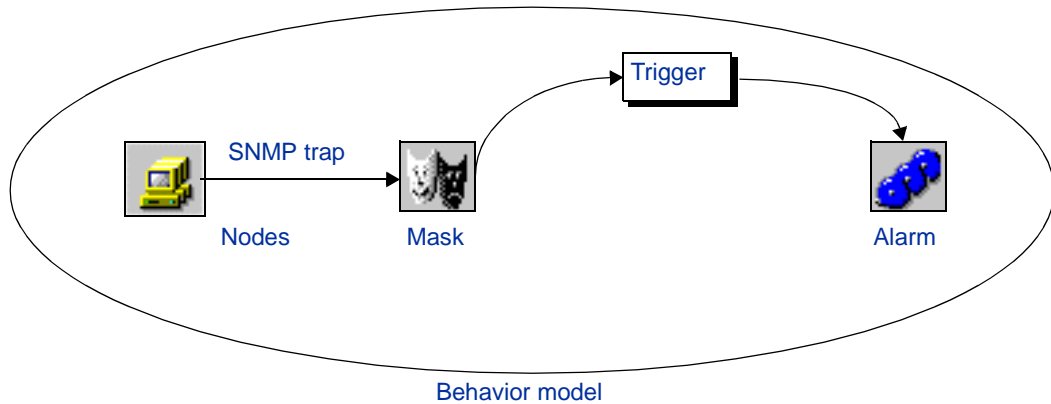 Trigger
SNMP trap
Nodes
Mask
Alarm
Behavior model